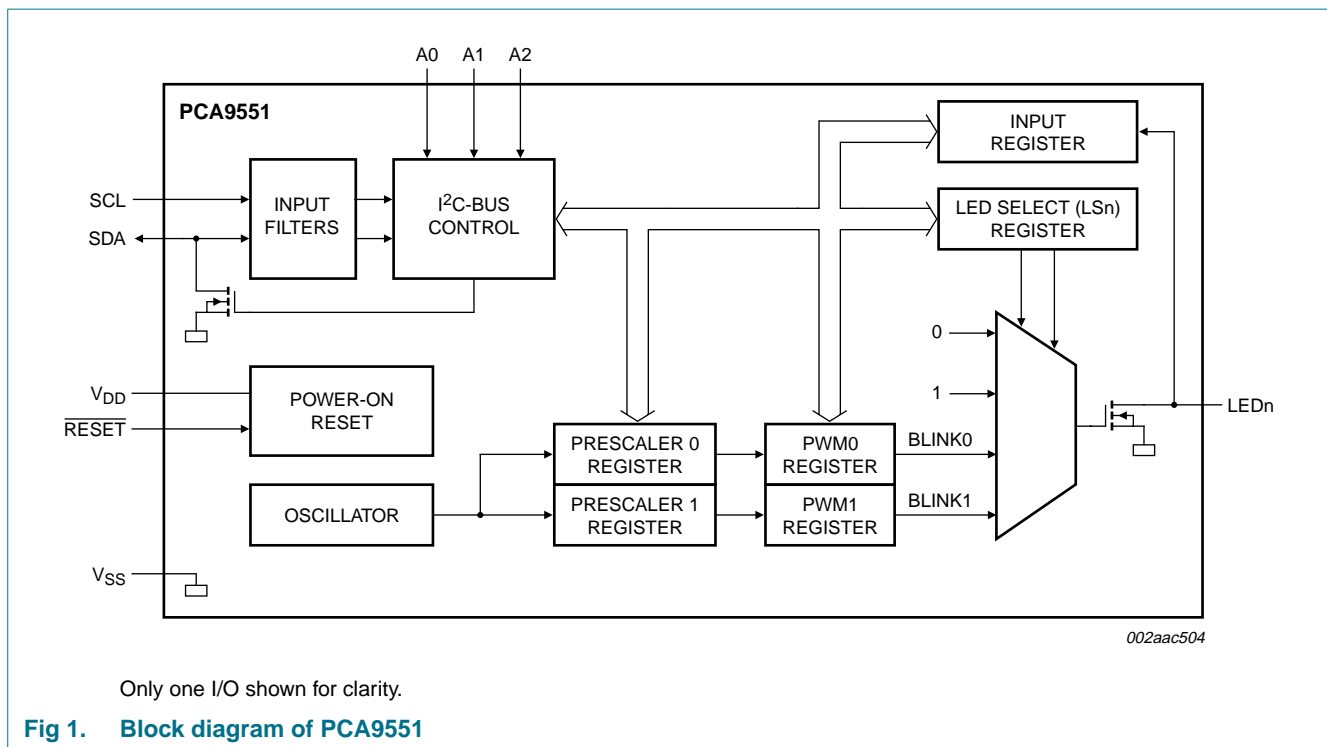 A0 A1 A2
PCA9551
INPUT
REGISTER
SCL
SDA
INPUT
FILTERS
I²C-BUS
CONTROL
LED SELECT (LSn)
REGISTER
0
1
VDD
RESET
POWER-ON
RESET
LEDn
PRESCALER 0
REGISTER
PWM0
REGISTER
BLINK0
OSCILLATOR
PRESCALER 1
REGISTER
PWM1
REGISTER
BLINK1
VSS
002aac504
Only one I/O shown for clarity.
Fig 1. Block diagram of PCA9551